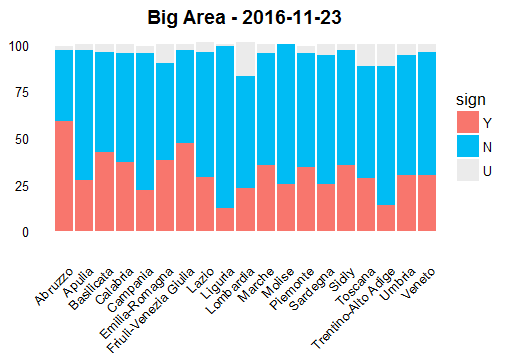 Big Area - 2016-11-23
100
75
50
25
0
sign
Y
N
U
Abruzzo
Apulia
Basilicata
Calabria
Campania
Emilia-Romagna
Friuli-Venezia Giulia
Lazio
Liguria
Lombardia
Marche
Molise
Piemonte
Sardegna
Sicily
Toscana
Trentino-Alto Adige
Umbria
Veneto